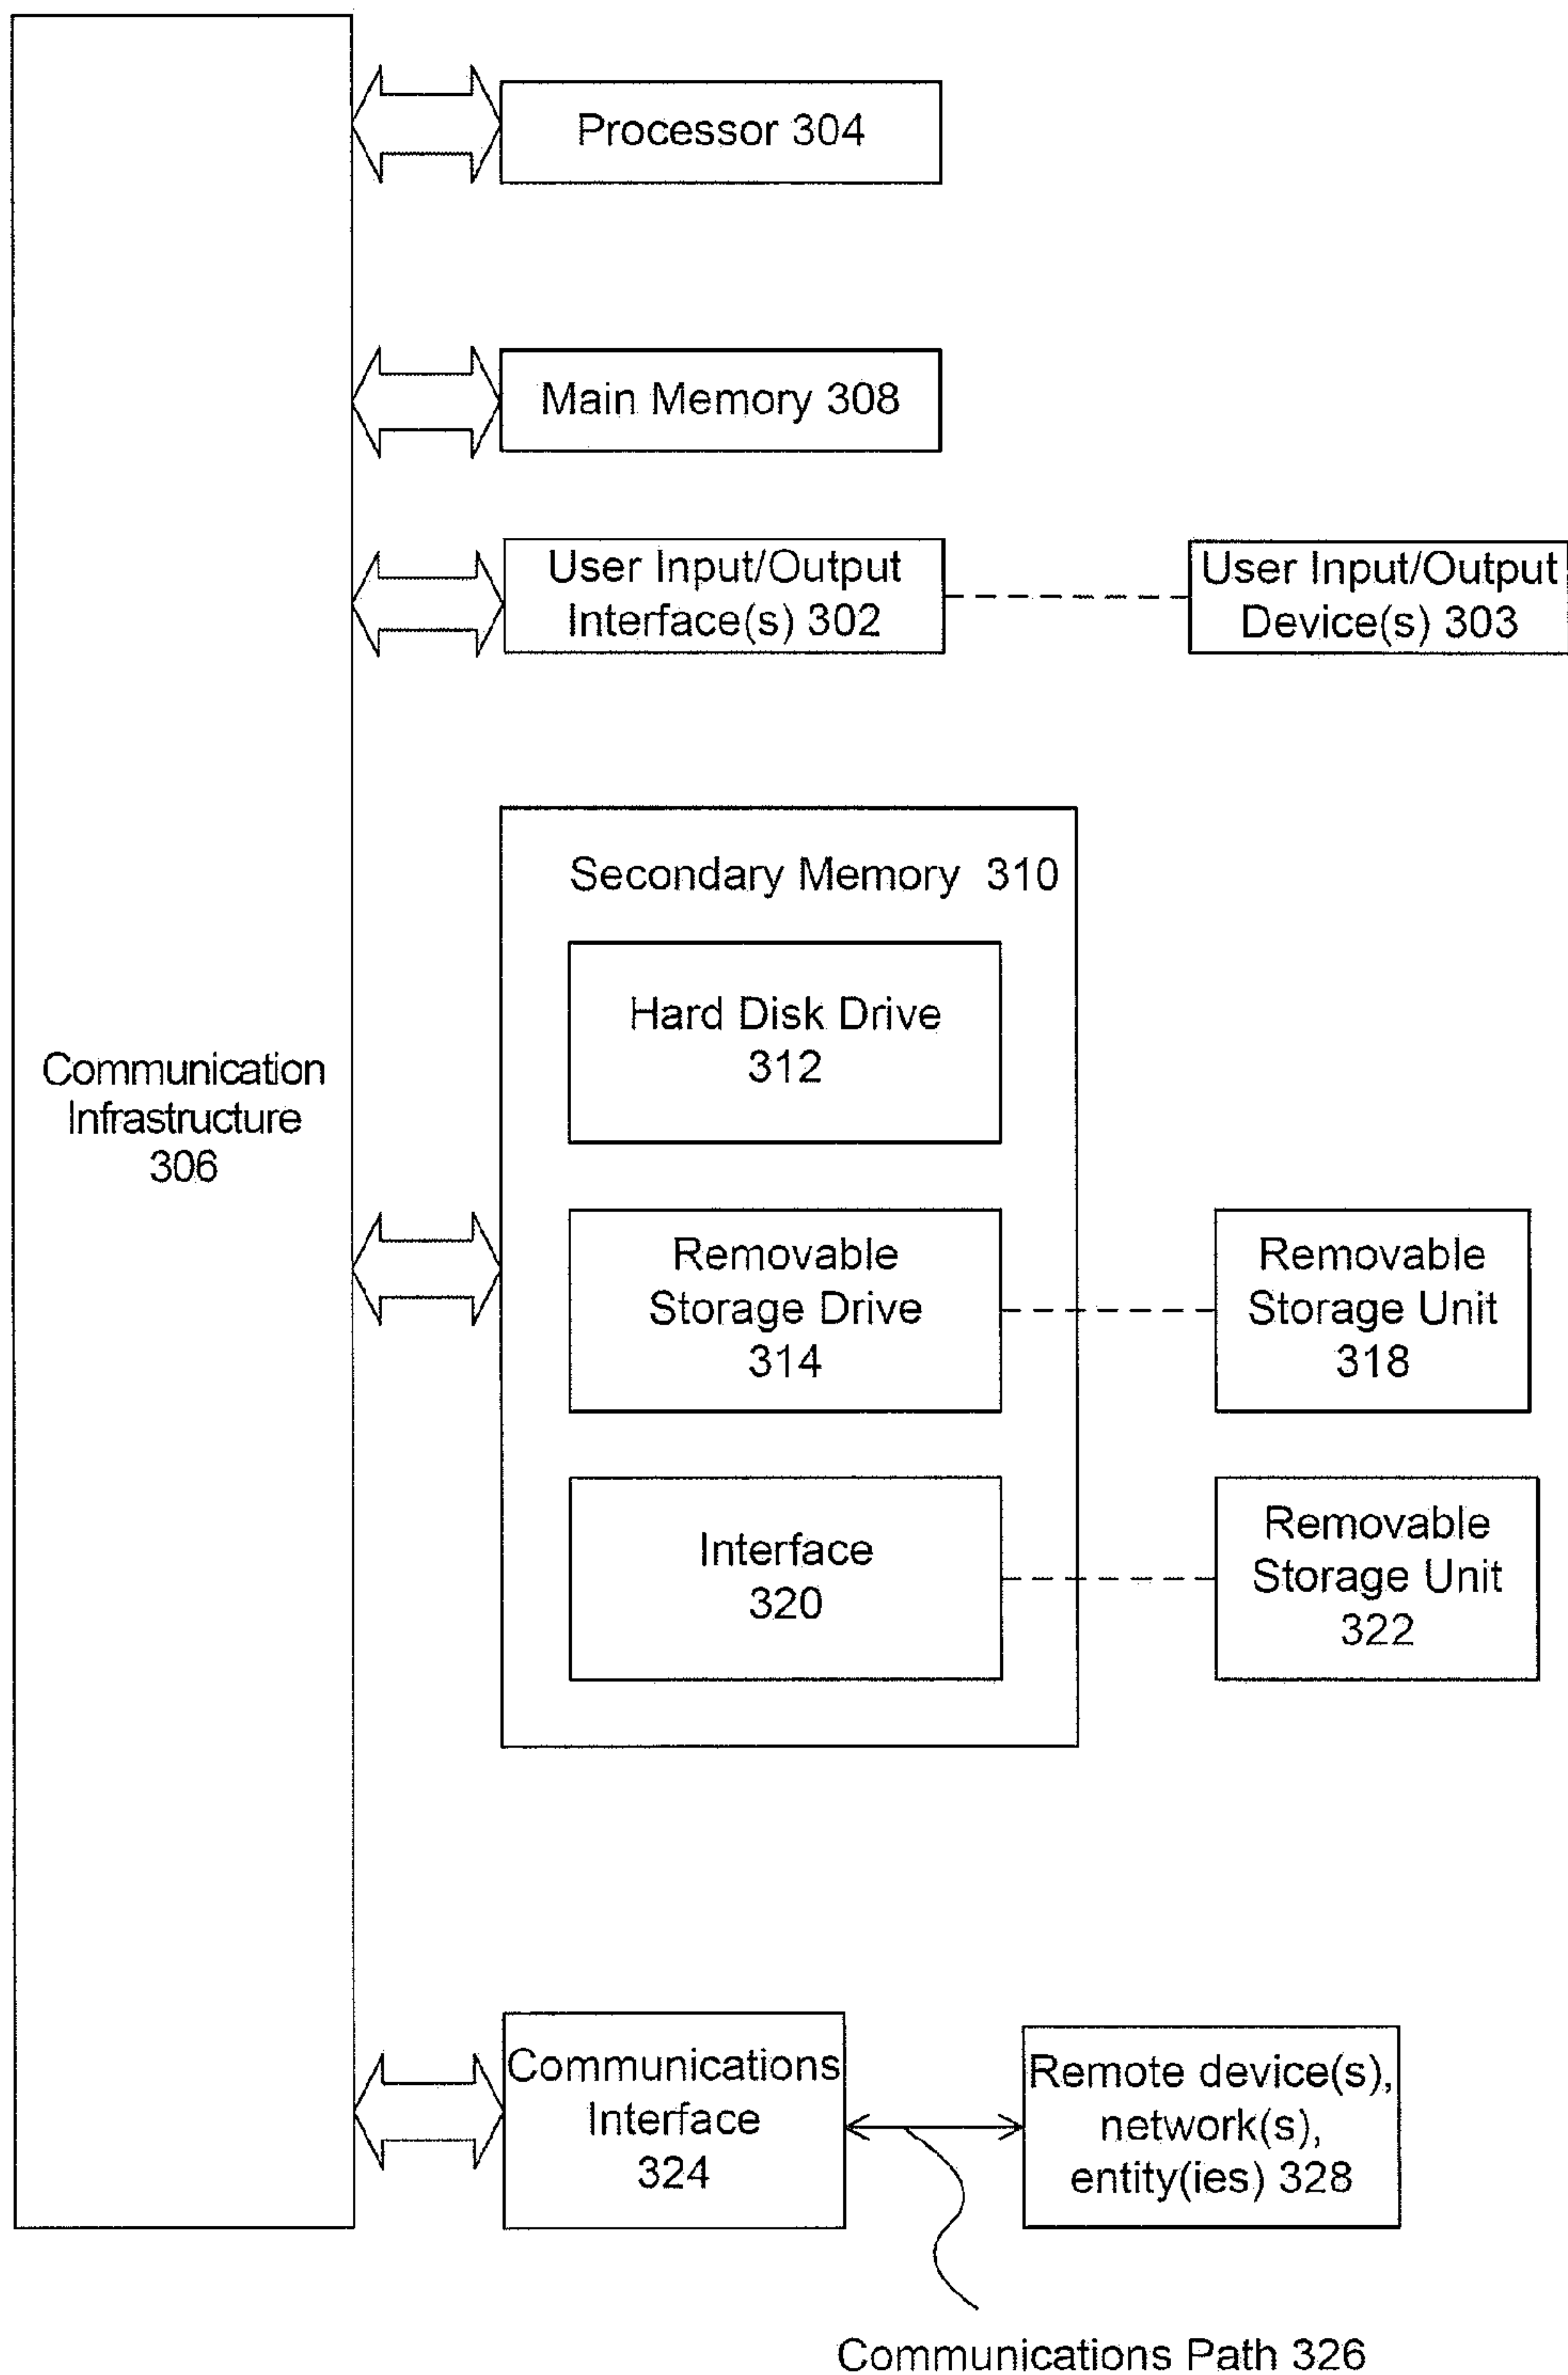 Processor 304
Main Memory 308
User Input/Output
Interface(s) 302
User Input/Output
Device(s) 303
Secondary Memory 310
Hard Disk Drive
312
Communication
Infrastructure
306
Removable
Storage Drive
314
Removable
Storage Unit
318
Interface
320
Removable
Storage Unit
322
Communications
Interface
324
Remote device(s),
network(s),
entity(ies) 328
Communications Path 326